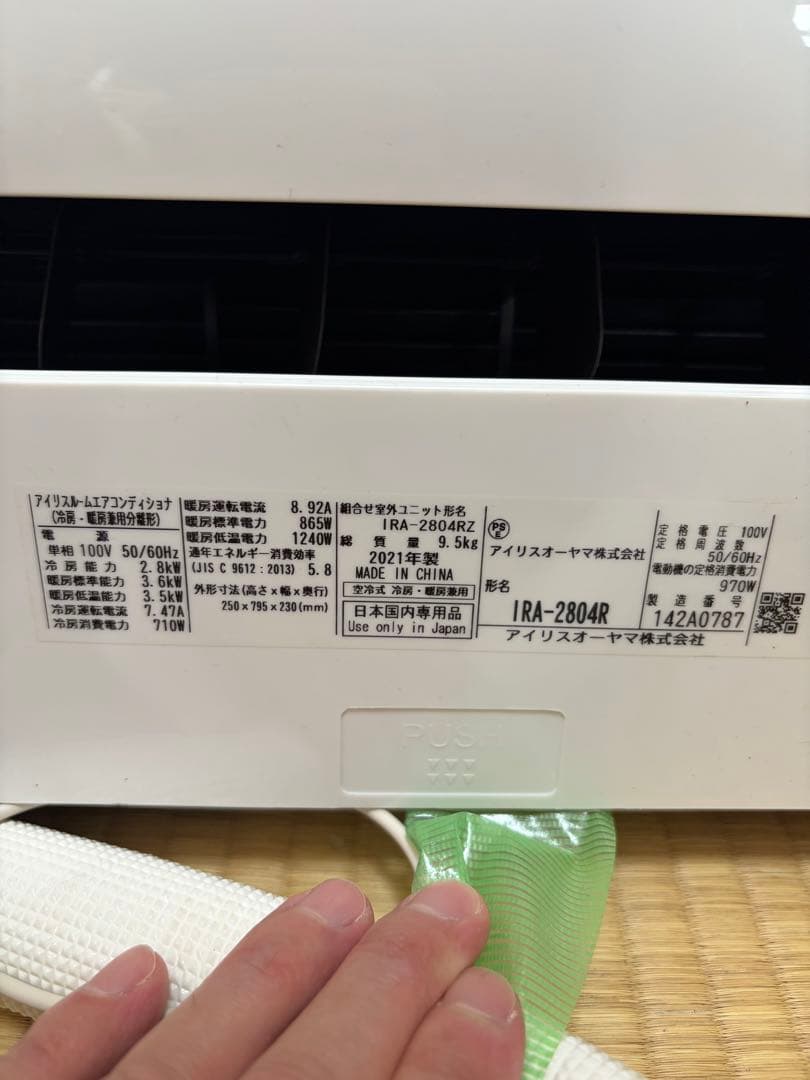 アイリスルームエアコンディショナ
(冷房・暖房兼用分離形)
電 源
単相 100V 50/60Hz
冷房能力 2.8kW
暖房標準能力 3.6kW
暖房低温能力 3.5kW
冷房運転電流 7.47A
冷房消費電力 710W
暖房運転電流 8.92A
暖房標準電力 865W
暖房低温電力 1240W
通年エネルギー消費効率
(JIS C 9612:2013) 5.8
外形寸法(高さx幅x奥行)
250x795x230(mm)
組合せ室外ユニット形名
IRA-2804RZ
総質量 9.5kg
2021年製
MADE IN CHINA
空冷式 冷房・暖房兼用
日本国内専用品
Use only in Japan
PSE
アイリスオーヤマ株式会社
形名
IRA-2804R
アイリスオーヤマ株式会社
定格電圧 100V
定格周波数
50/60Hz
電動機の定格消費電力
970W
製造番号
142A0787
PUSH